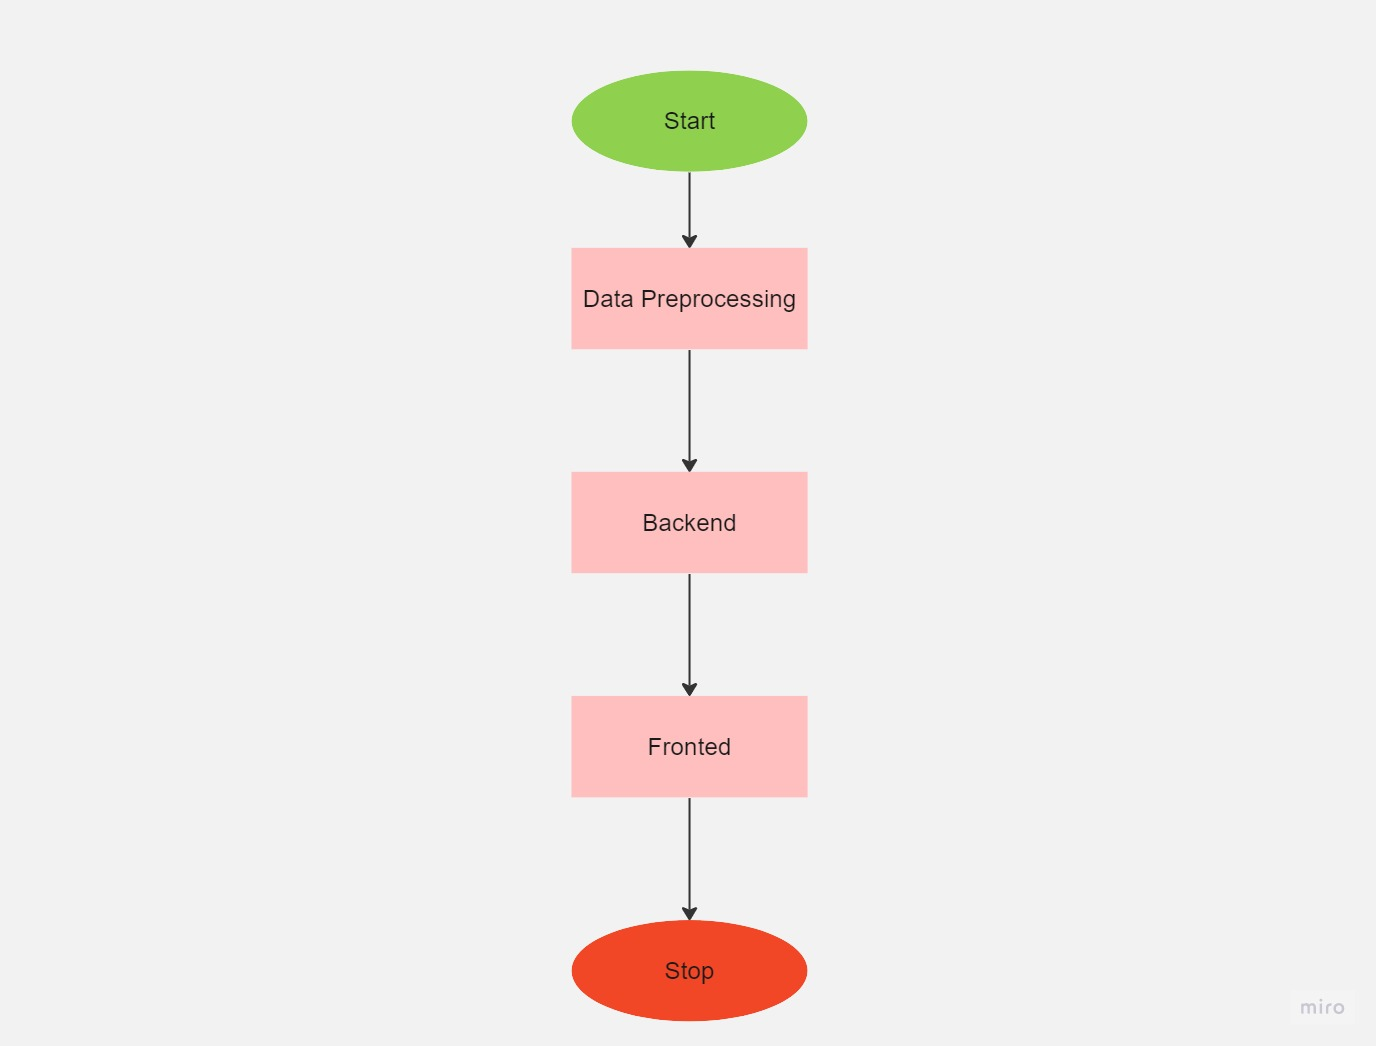 Start
Data Preprocessing
Backend
Fronted
Stop
miro